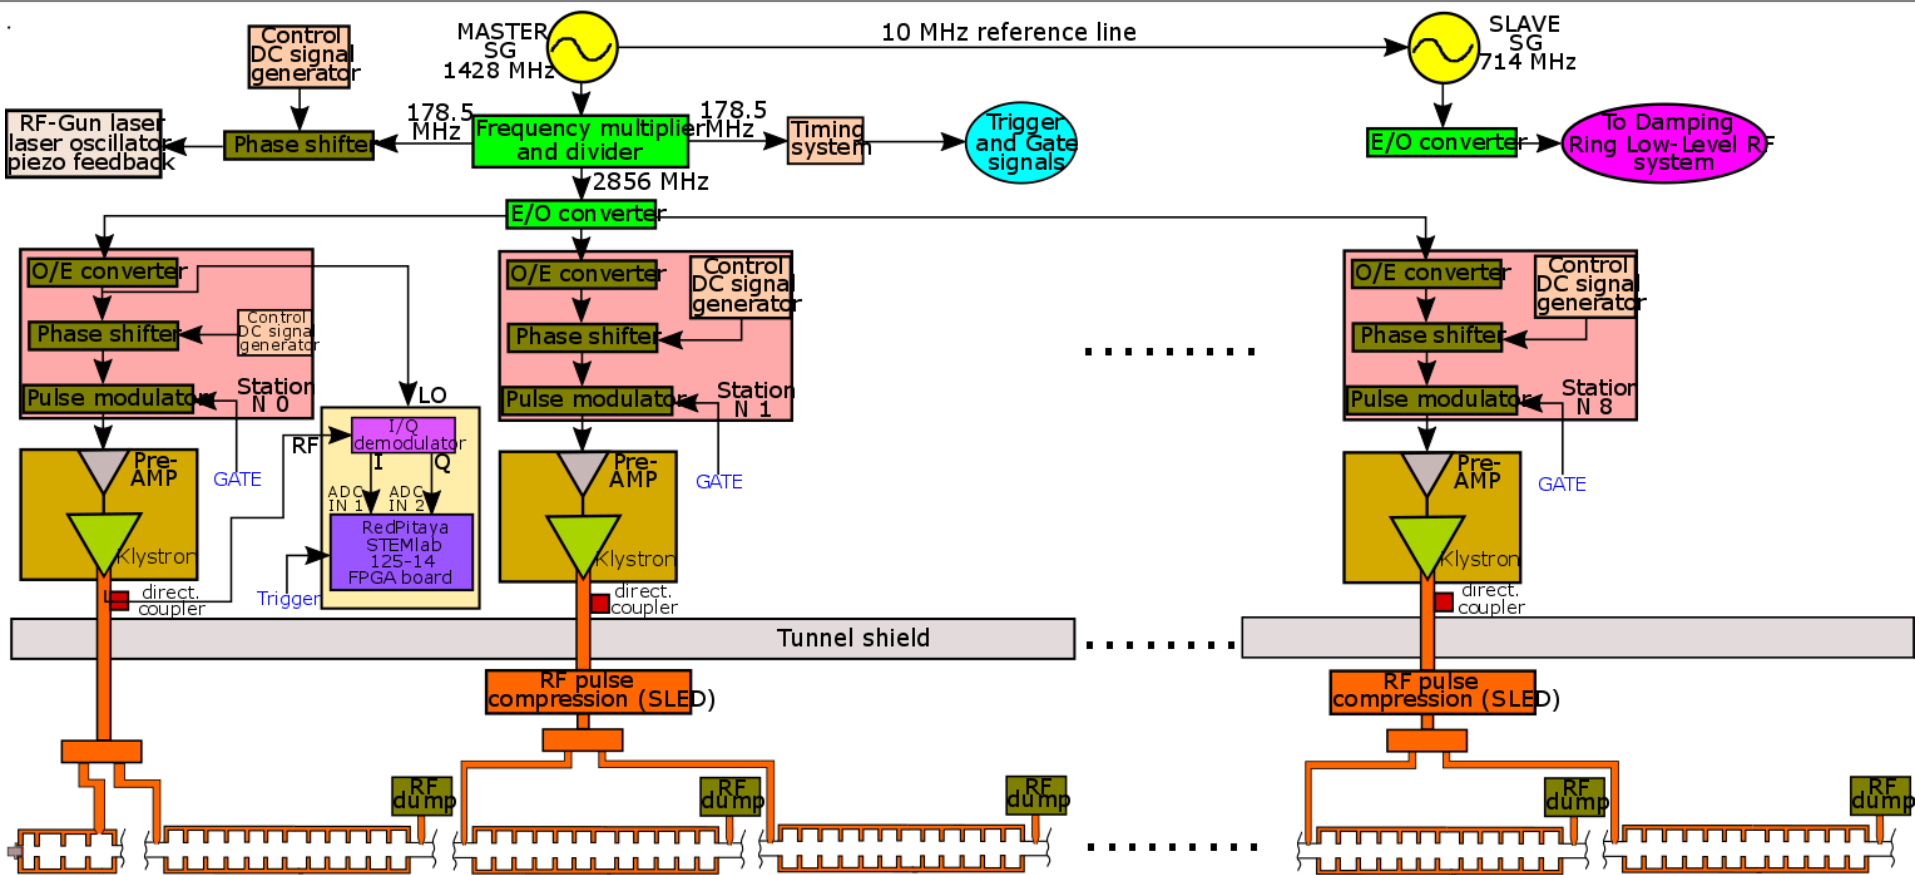 MASTER
SG
1428 MHz
10 MHz reference line
SLAVE
SG
714 MHz
Control
DC signal
generator
RF-Gun laser
laser oscillator
piezo feedback
Phase shifter
178.5
MHz
Frequency multiplier
and divider
178.5
MHz
Timing
system
Trigger
and Gate
signals
E/O converter
To Damping
Ring Low-Level RF
system
2856 MHz
E/O converter
O/E converter
Phase shifter
Control
DC signal
generator
Pulse modulator
Station
N 0
O/E converter
Control
DC signal
generator
Phase shifter
Pulse modulator
Station
N 1
O/E converter
Control
DC signal
generator
Phase shifter
Pulse modulator
Station
N 8
LO
RF
I/Q
demodulator
I
Q
ADC
IN 1
ADC
IN 2
RedPitaya
STEMlab
125-14
FPGA board
Trigger
Pre-
AMP
GATE
Klystron
direct.
coupler
Pre-
AMP
GATE
Klystron
direct.
coupler
Pre-
AMP
GATE
Klystron
direct.
coupler
Tunnel shield
RF pulse
compression (SLED)
RF pulse
compression (SLED)
RF
dump
RF
dump
RF
dump
RF
dump
RF
dump